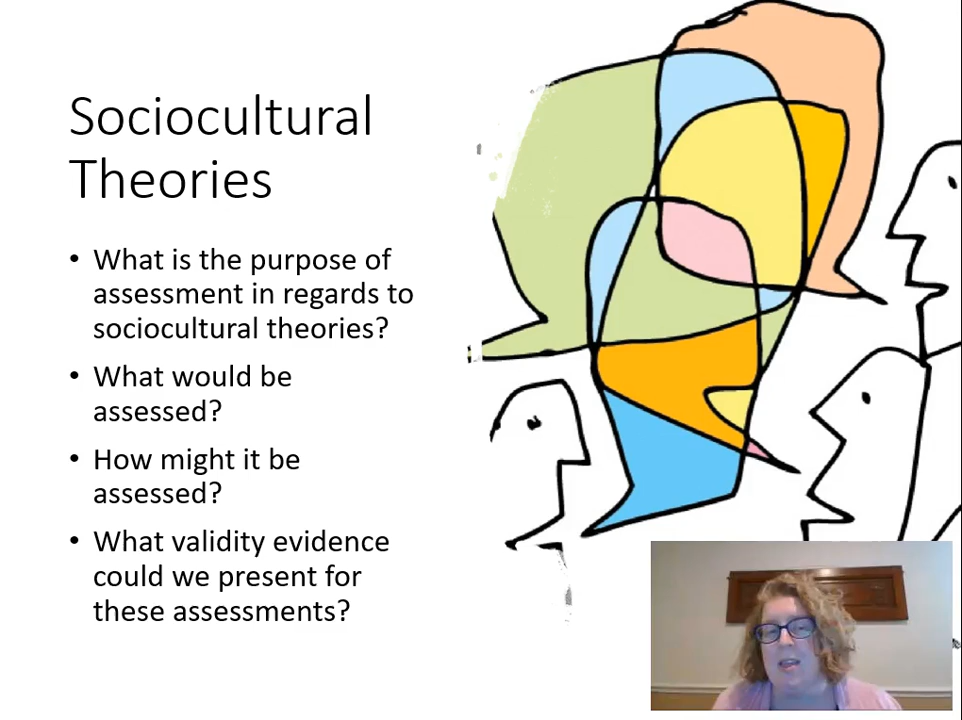 Sociocultural
Theories
• What is the purpose of
assessment in regards to
sociocultural theories?
• What would be
assessed?
• How might it be
assessed?
• What validity evidence
could we present for
these assessments?